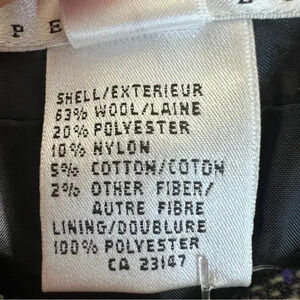 P E
SHELL/EXTERIEUR
63% WOOL/LAINE
20% POLYESTER
10% NYLON
5% COTTON/COTON
2% OTHER FIBER/
AUTRE FIBRE
LINING/DOUBLURE
100% POLYESTER
CA 23147